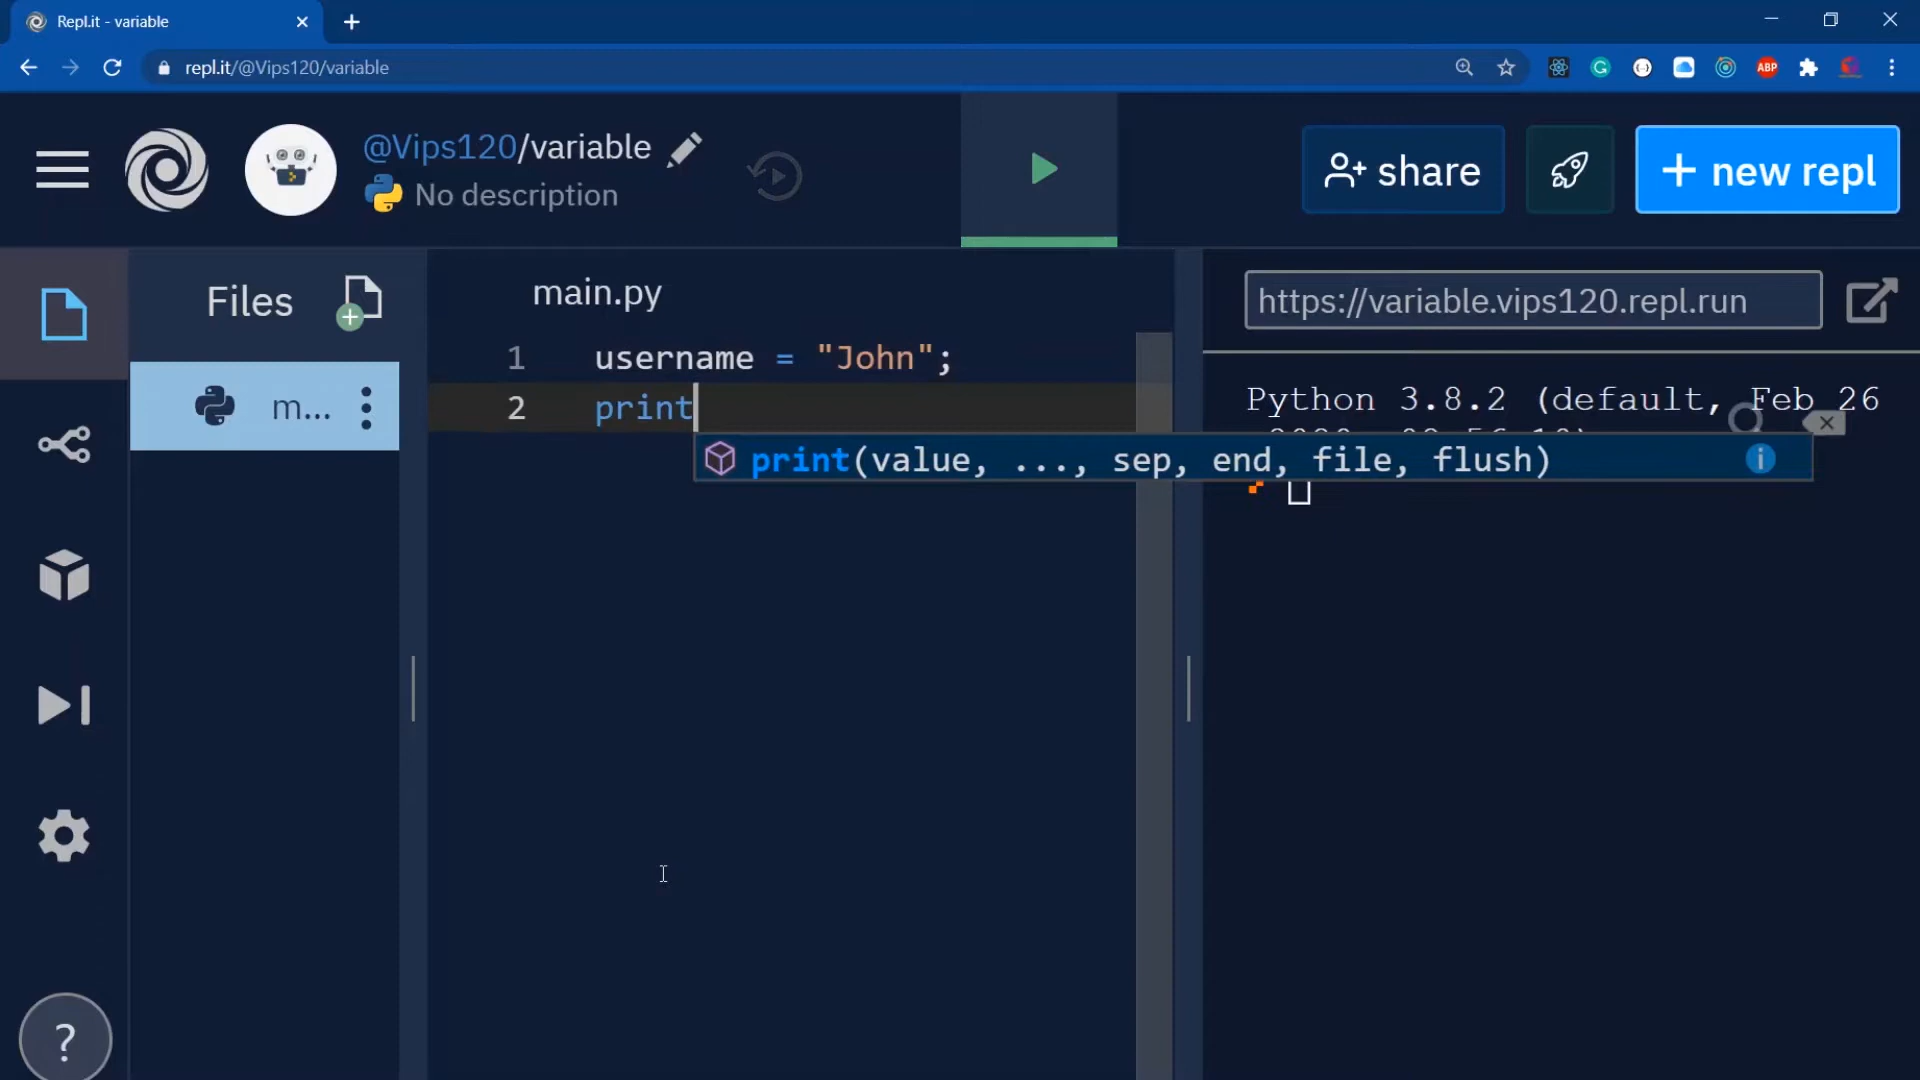 Repl.it - variable
repl.it/@Vips120/variable
ABP
@Vips120/variable
No description
share
+ new repl
Files
main.py
https://variable.vips120.repl.run
m...
1 username = "John";
2 print
print(value, ..., sep, end, file, flush)
Python 3.8.2 (default, Feb 26
?